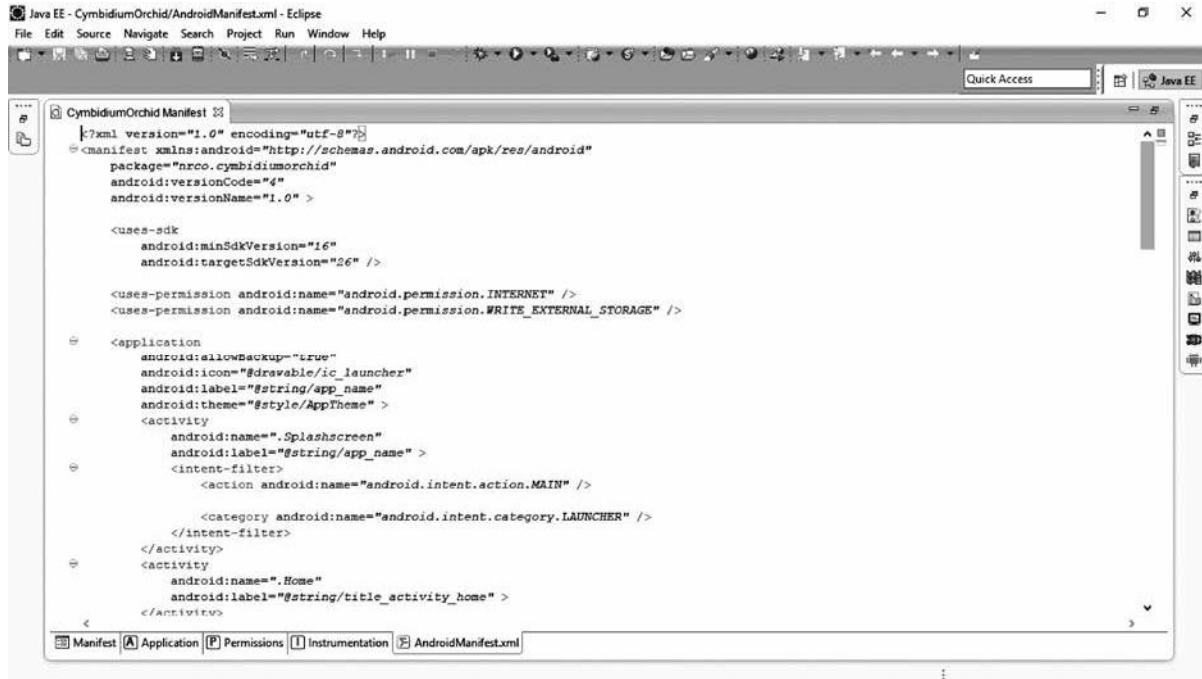 Java EE - CymbidiumOrchid/AndroidManifest.xml - Eclipse
File Edit Source Navigate Search Project Run Window Help
Quick Access
Java EE
CymbidiumOrchid Manifest
<?xml version="1.0" encoding="utf-8"?>
<manifest xmlns:android="http://schemas.android.com/apk/res/android"
package="nrco.cymbidiumorchid"
android:versionCode="4"
android:versionName="1.0" >
<uses-sdk
android:minSdkVersion="16"
android:targetSdkVersion="26" />
<uses-permission android:name="android.permission.INTERNET" />
<uses-permission android:name="android.permission.WRITE_EXTERNAL_STORAGE" />
<application
android:allowBackup="true"
android:icon="@drawable/ic_launcher"
android:label="@string/app_name"
android:theme="@style/AppTheme" >
<activity
android:name=".Splashscreen"
android:label="@string/app_name" >
<intent-filter>
<action android:name="android.intent.action.MAIN" />
<category android:name="android.intent.category.LAUNCHER" />
</intent-filter>
</activity>
<activity
android:name=".Home"
android:label="@string/title_activity_home" >
</activity>
Manifest A Application P Permissions I Instrumentation AndroidManifest.xml